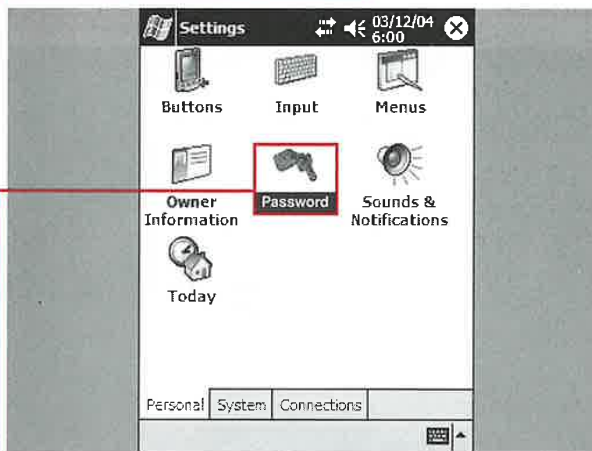 Settings
03/12/04
6:00
Buttons Input Menus
Owner Information
Password
Sounds & Notifications
Today
Personal System Connections